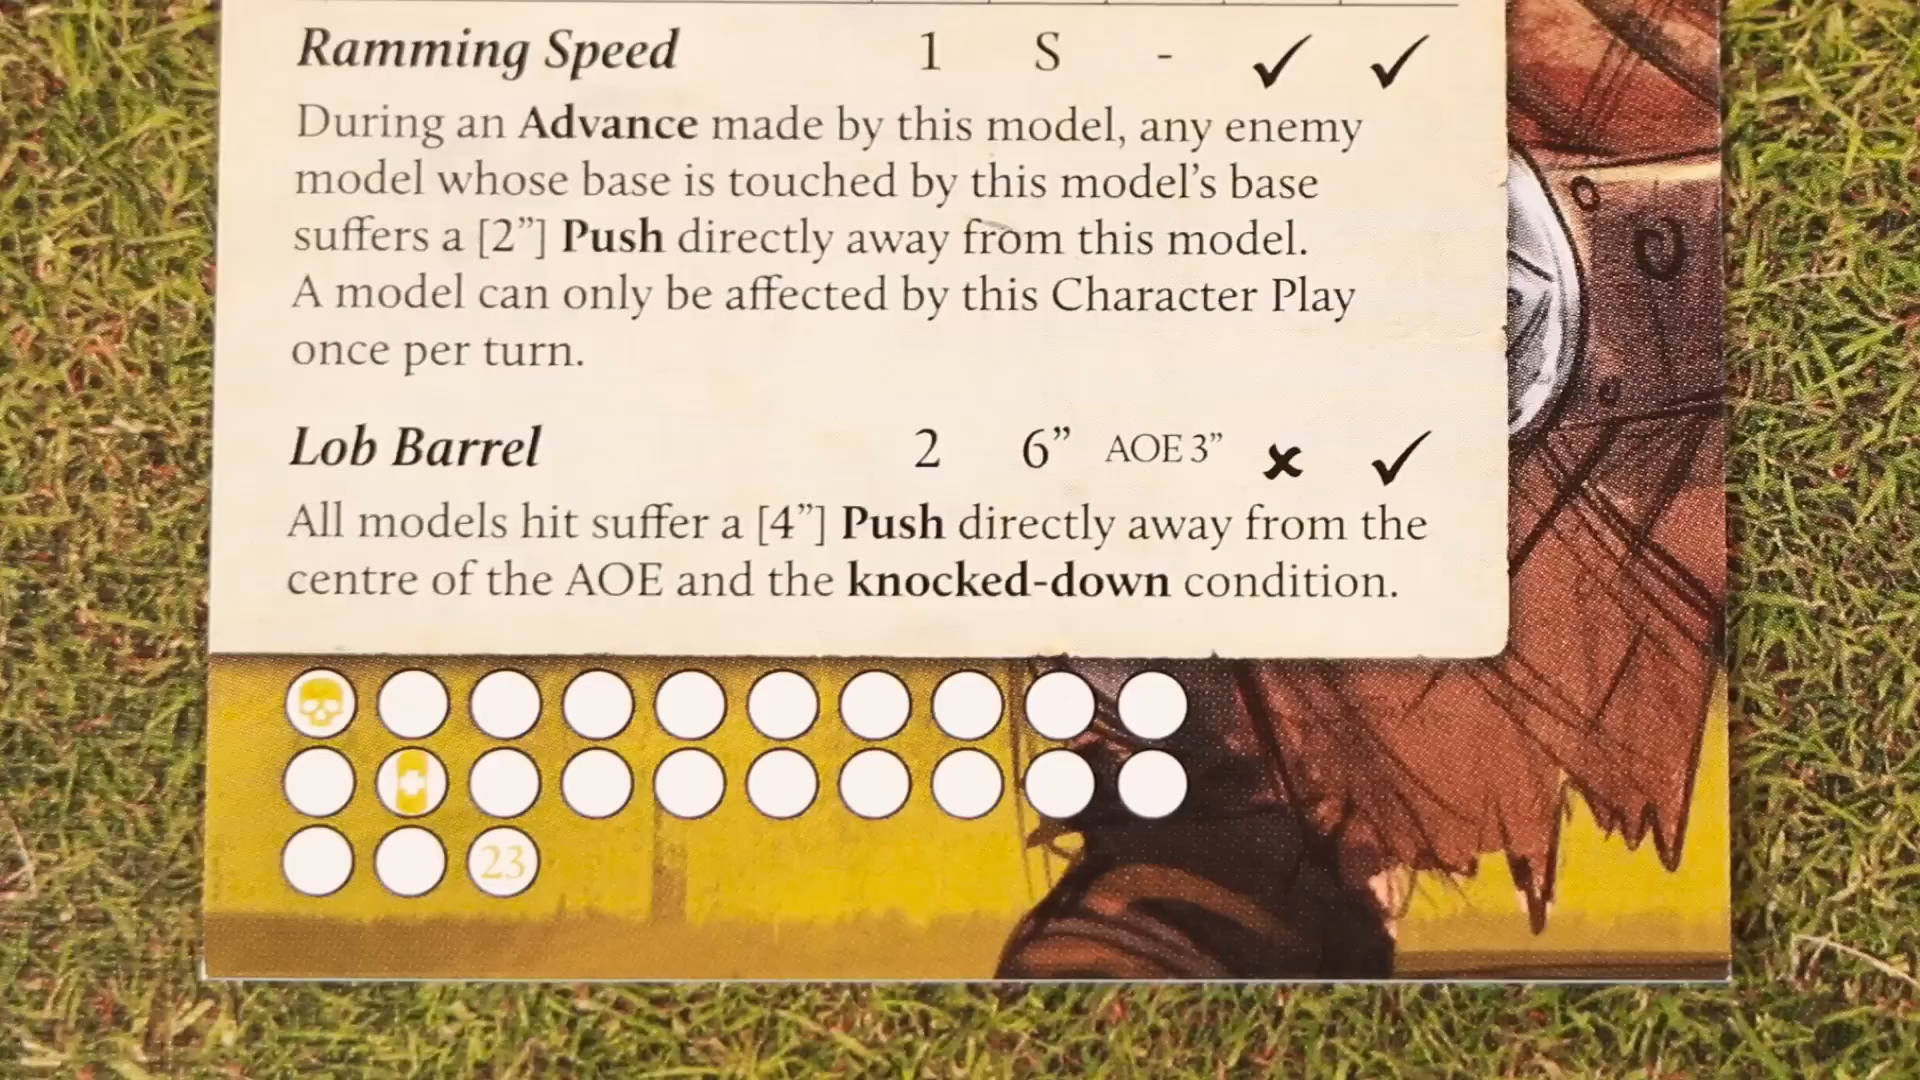 Ramming Speed 1 S - ✓ ✓
During an Advance made by this model, any enemy
model whose base is touched by this model’s base
suffers a [2”] Push directly away from this model.
A model can only be affected by this Character Play
once per turn.
Lob Barrel 2 6” AOE 3” ✗ ✓
All models hit suffer a [4”] Push directly away from the
centre of the AOE and the knocked-down condition.
23